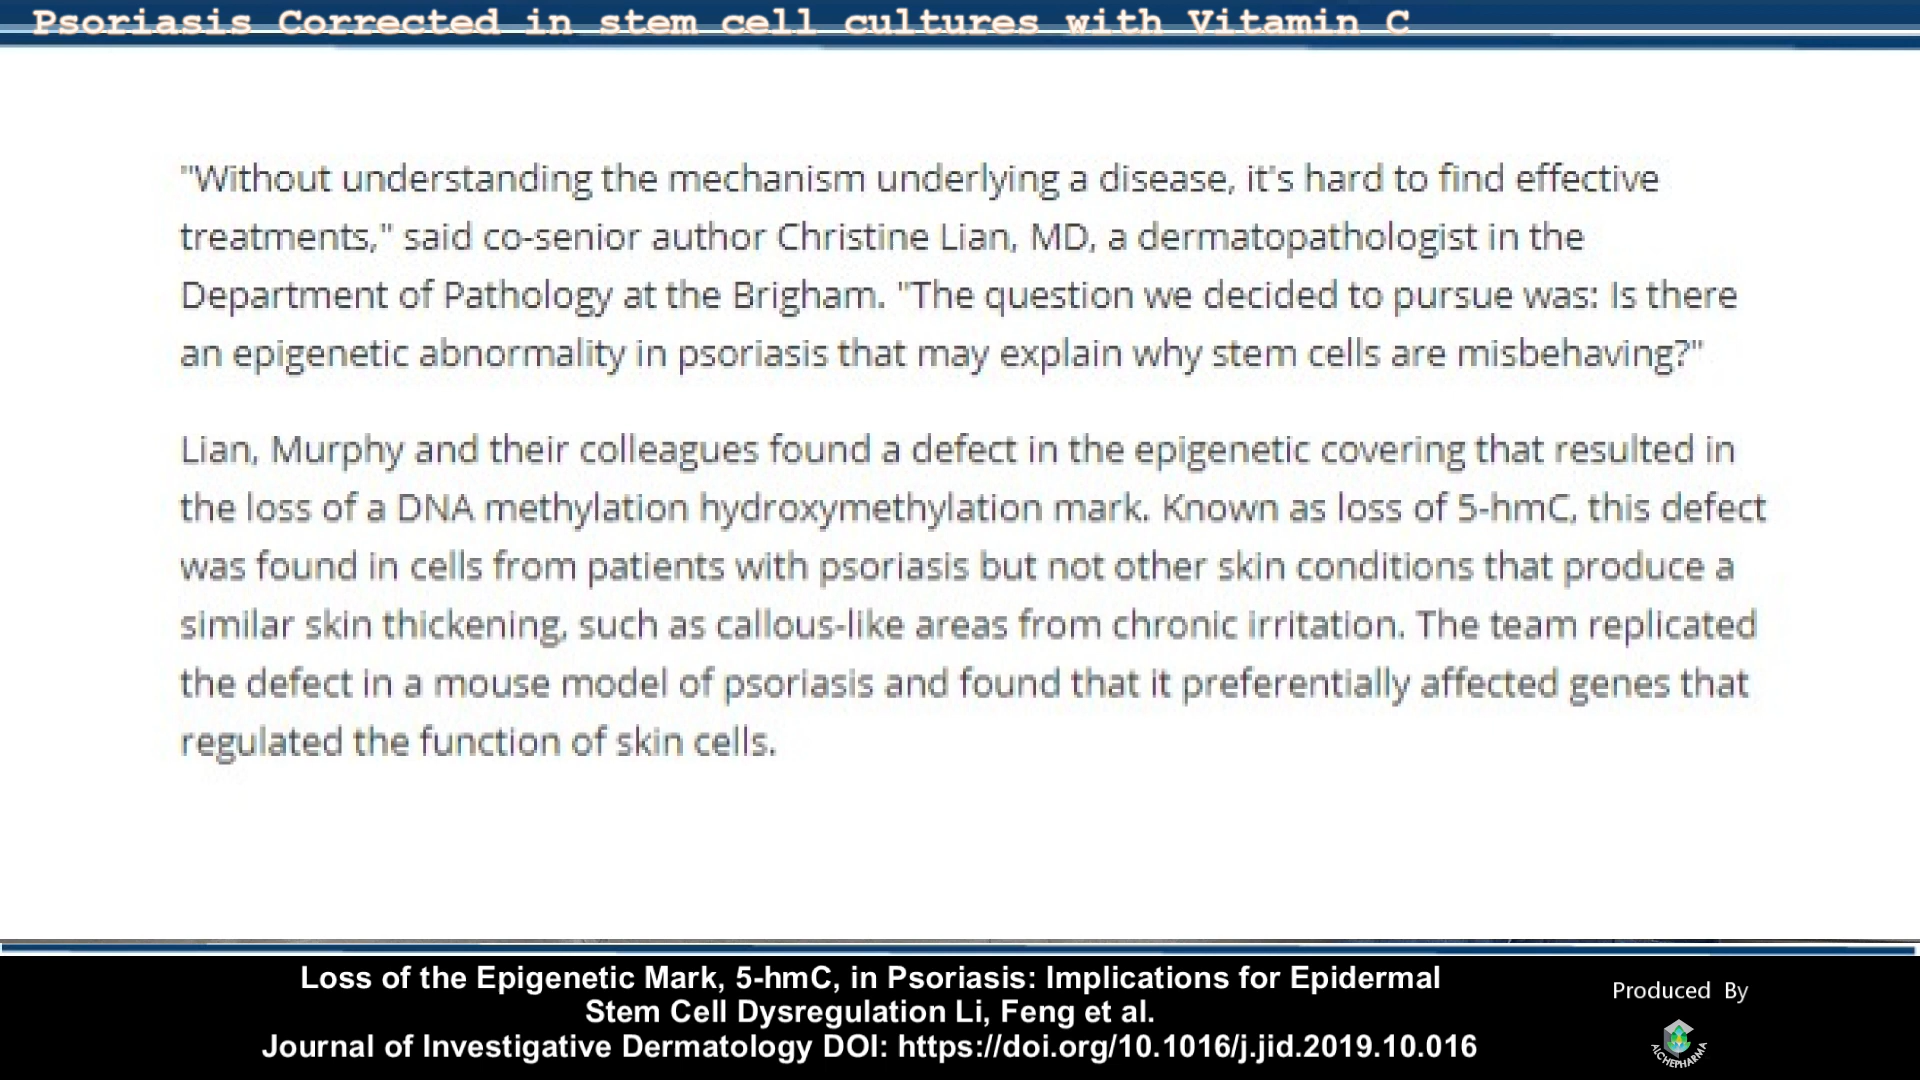 Psoriasis Corrected in stem cell cultures with Vitamin C
"Without understanding the mechanism underlying a disease, it's hard to find effective
treatments," said co-senior author Christine Lian, MD, a dermatopathologist in the
Department of Pathology at the Brigham. "The question we decided to pursue was: Is there
an epigenetic abnormality in psoriasis that may explain why stem cells are misbehaving?"
Lian, Murphy and their colleagues found a defect in the epigenetic covering that resulted in
the loss of a DNA methylation hydroxymethylation mark. Known as loss of 5-hmC, this defect
was found in cells from patients with psoriasis but not other skin conditions that produce a
similar skin thickening, such as callous-like areas from chronic irritation. The team replicated
the defect in a mouse model of psoriasis and found that it preferentially affected genes that
regulated the function of skin cells.
Loss of the Epigenetic Mark, 5-hmC, in Psoriasis: Implications for Epidermal
Stem Cell Dysregulation Li, Feng et al.
Journal of Investigative Dermatology DOI: https://doi.org/10.1016/j.jid.2019.10.016
Produced By
AlCHEPHARMA